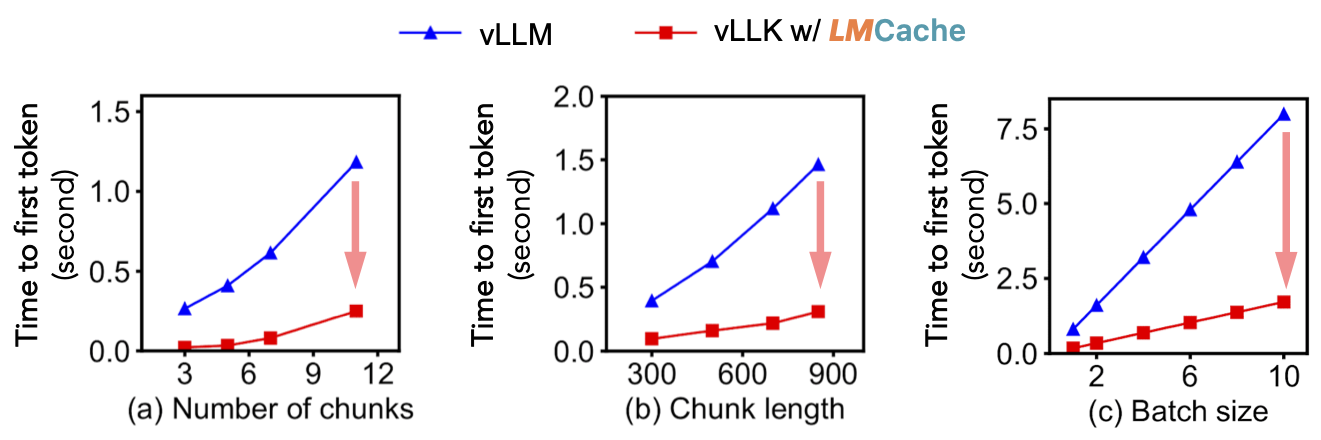 vLLM
vLLK w/ LMCache
Time to first token
(second)
1.5
1.0
0.5
0.0
3 6 9 12
(a) Number of chunks
Time to first token
(second)
2.0
1.5
1.0
0.5
0.0
300 600 900
(b) Chunk length
Time to first token
(second)
7.5
5.0
2.5
0.0
2 6 10
(c) Batch size